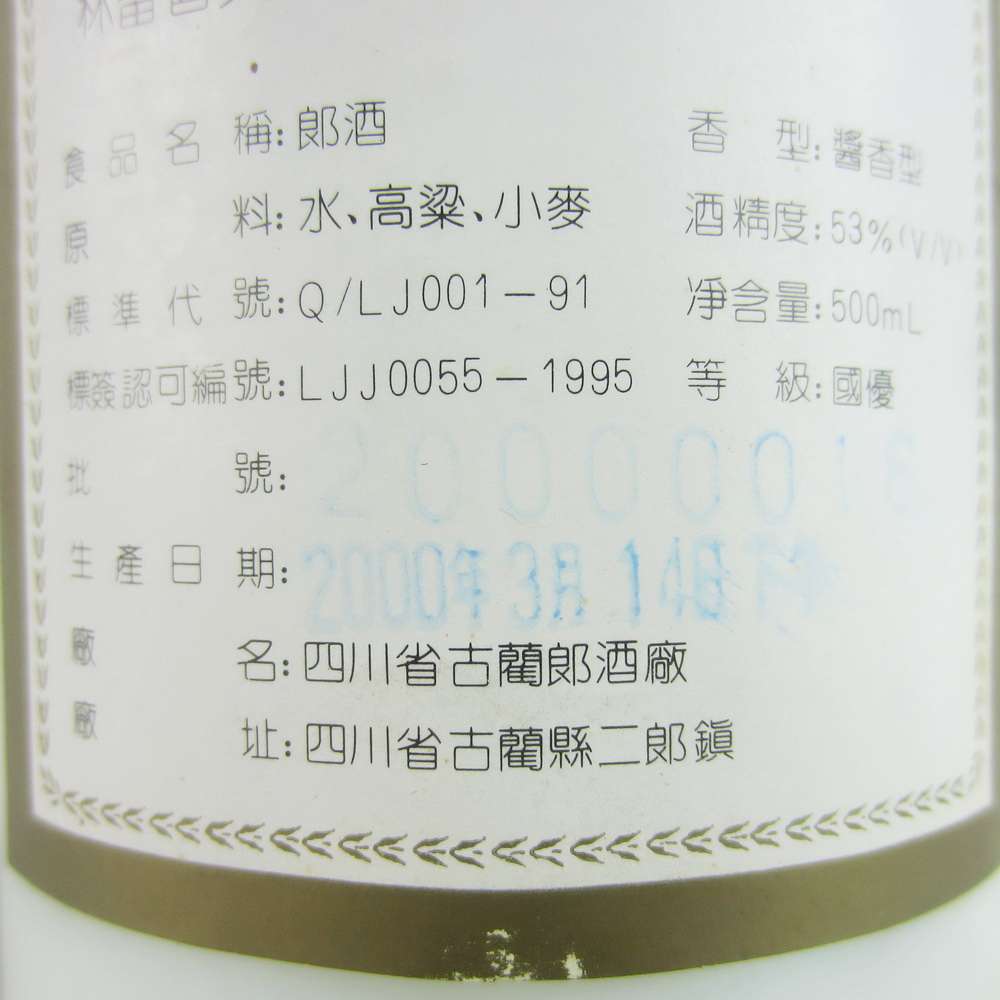 食品名稱:郎酒 香型:醬香型
原料:水、高粱、小麥 酒精度:53%(V/V)
標準代號:Q/LJ001-91 凈含量:500mL
標簽認可編號:LJJ0055-1995 等級:國優
批號:20000016
生產日期:2000年3月14日
廠名:四川省古藺郎酒廠
廠址:四川省古藺縣二郎鎮